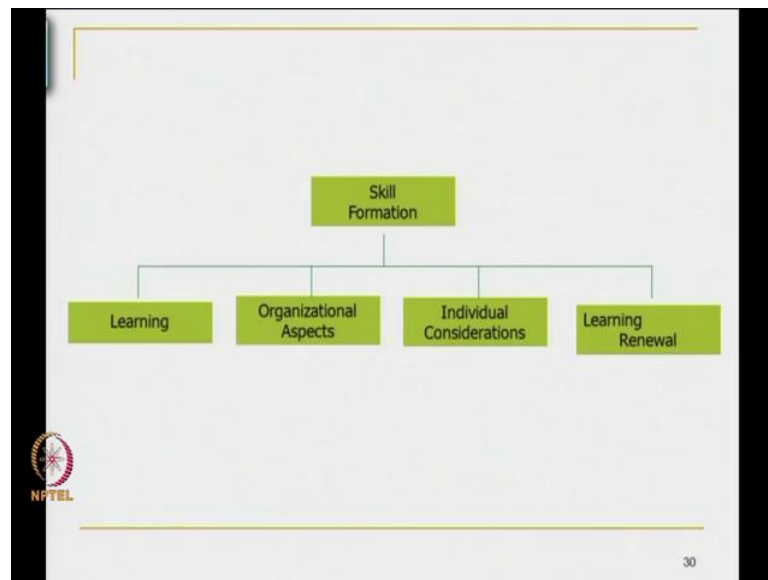 Skill
Formation
Learning
Organizational
Aspects
Individual
Considerations
Learning
Renewal
NPTEL
30